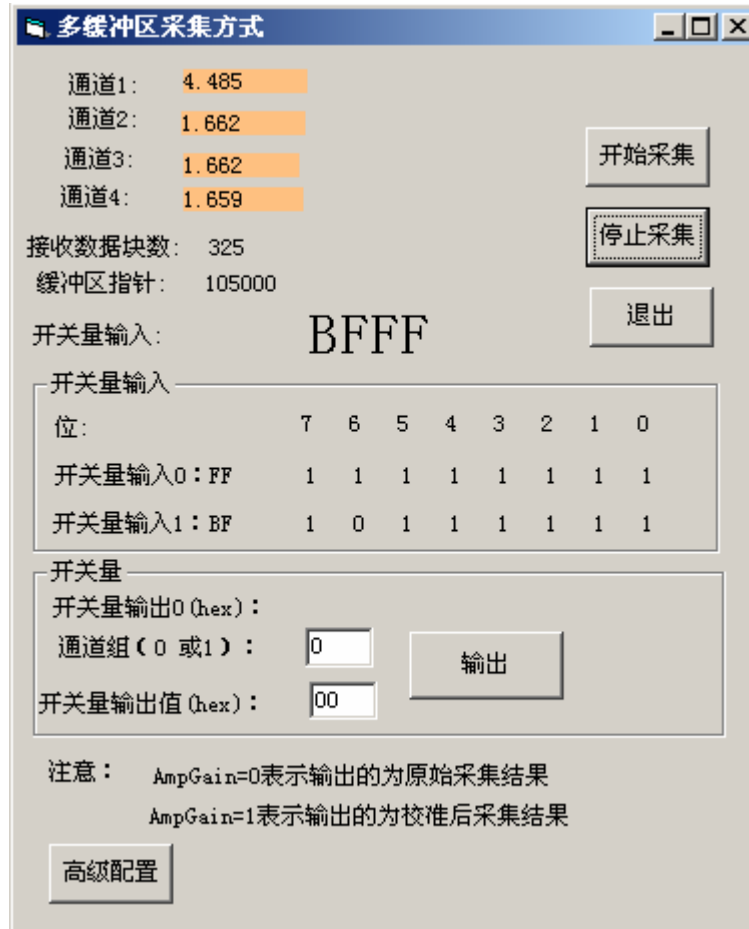 多缓冲区采集方式
通道1: 4.485
通道2: 1.662
通道3: 1.662
通道4: 1.659
开始采集
停止采集
退出
接收数据块数: 325
缓冲区指针: 105000
开关量输入: BFFF
开关量输入
位: 7 6 5 4 3 2 1 0
开关量输入0：FF 1 1 1 1 1 1 1 1
开关量输入1：BF 1 0 1 1 1 1 1 1
开关量
开关量输出0(hex)：
通道组(0 或1)： 0
输出
开关量输出值(hex)： 00
注意： AmpGain=0表示输出的为原始采集结果
AmpGain=1表示输出的为校准后采集结果
高级配置